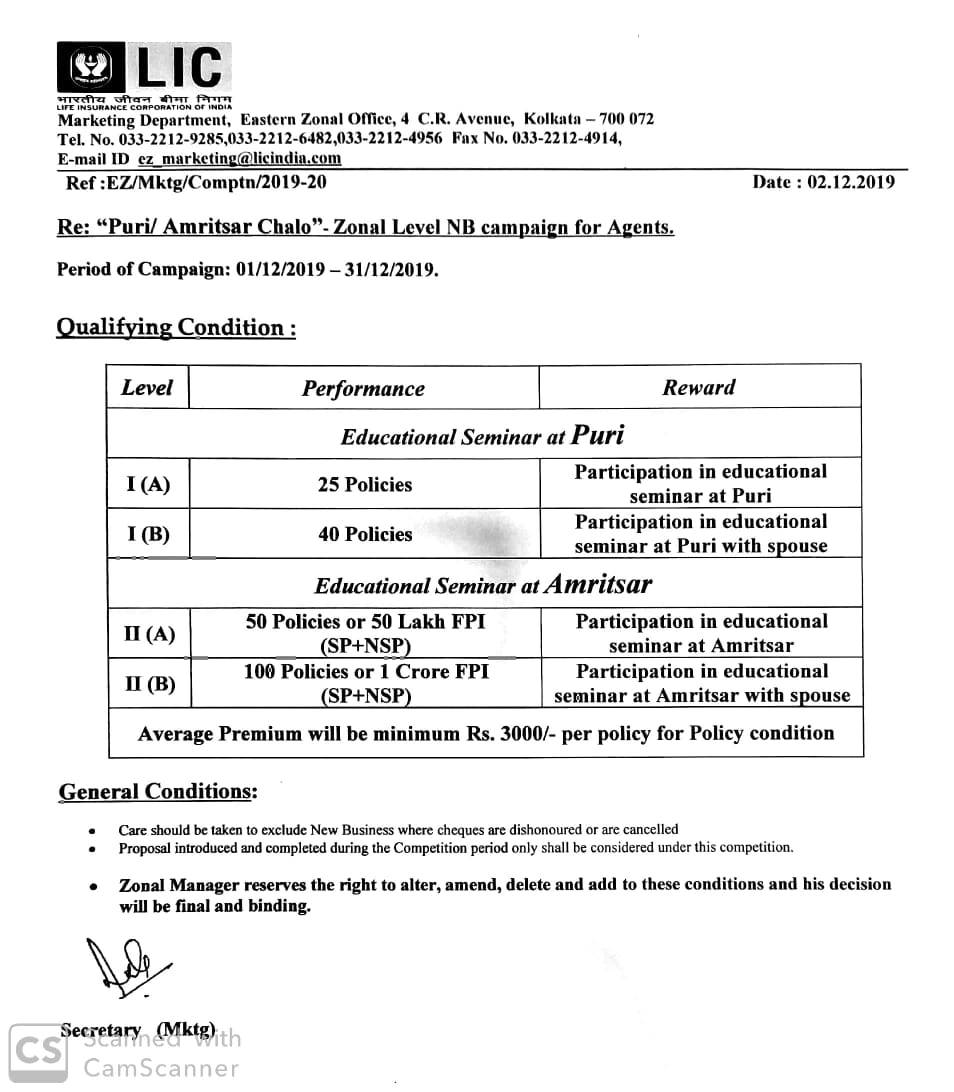 LIC
भारतीय जीवन बीमा निगम
LIFE INSURANCE CORPORATION OF INDIA
Marketing Department, Eastern Zonal Office, 4 C.R. Avenue, Kolkata – 700 072
Tel. No. 033-2212-9285,033-2212-6482,033-2212-4956 Fax No. 033-2212-4914,
E-mail ID ez_marketing@licindia.com
Ref :EZ/Mktg/Comptn/2019-20 Date : 02.12.2019
Re: “Puri/ Amritsar Chalo”- Zonal Level NB campaign for Agents.
Period of Campaign: 01/12/2019 – 31/12/2019.
Qualifying Condition :
Level Performance Reward
Educational Seminar at Puri
I (A) 25 Policies Participation in educational
seminar at Puri
I (B) 40 Policies Participation in educational
seminar at Puri with spouse
Educational Seminar at Amritsar
II (A) 50 Policies or 50 Lakh FPI
(SP+NSP) Participation in educational
seminar at Amritsar
II (B) 100 Policies or 1 Crore FPI
(SP+NSP) Participation in educational
seminar at Amritsar with spouse
Average Premium will be minimum Rs. 3000/- per policy for Policy condition
General Conditions:
• Care should be taken to exclude New Business where cheques are dishonoured or are cancelled
• Proposal introduced and completed during the Competition period only shall be considered under this competition.
• Zonal Manager reserves the right to alter, amend, delete and add to these conditions and his decision
will be final and binding.
Secretary (Mktg)
CS Scanned with
CamScanner